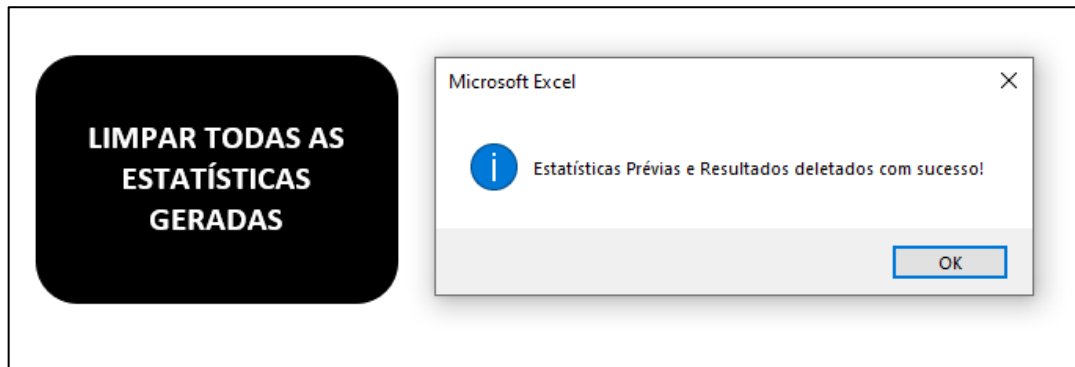 LIMPAR TODAS AS
ESTATÍSTICAS
GERADAS
Microsoft Excel
Estatísticas Prévias e Resultados deletados com sucesso!
OK